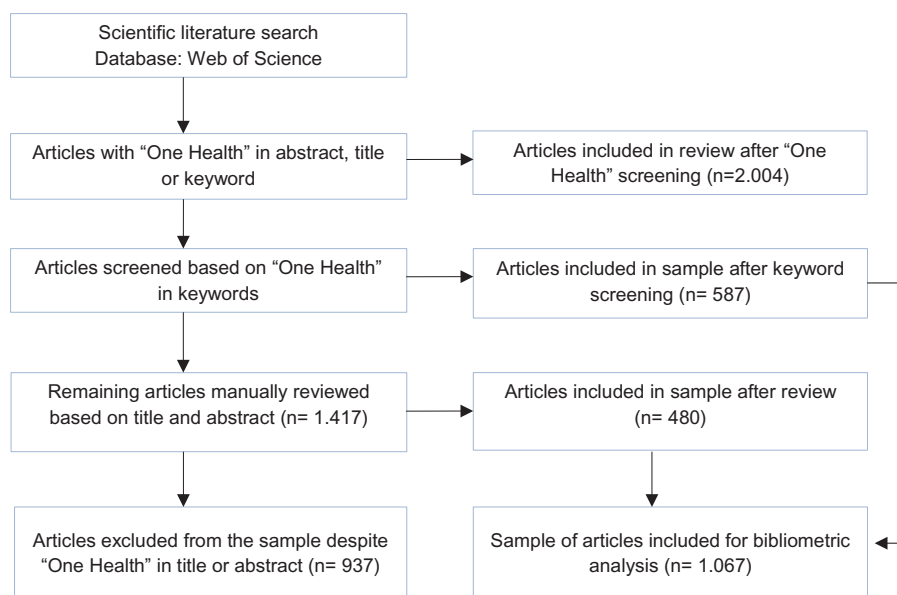 Scientific literature search
Database: Web of Science
Articles with “One Health” in abstract, title
or keyword
Articles included in review after “One
Health” screening (n=2.004)
Articles screened based on “One Health”
in keywords
Articles included in sample after keyword
screening (n= 587)
Remaining articles manually reviewed
based on title and abstract (n= 1.417)
Articles included in sample after review
(n= 480)
Articles excluded from the sample despite
“One Health” in title or abstract (n= 937)
Sample of articles included for bibliometric
analysis (n= 1.067)